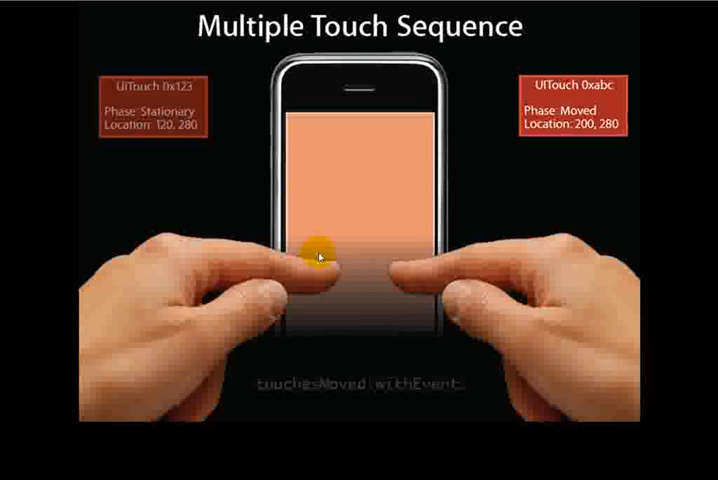 Multiple Touch Sequence
UITouch 0x123
Phase: Stationary
Location: 120, 280
UITouch 0xabc
Phase: Moved
Location: 200, 280
touchesMoved:withEvent: